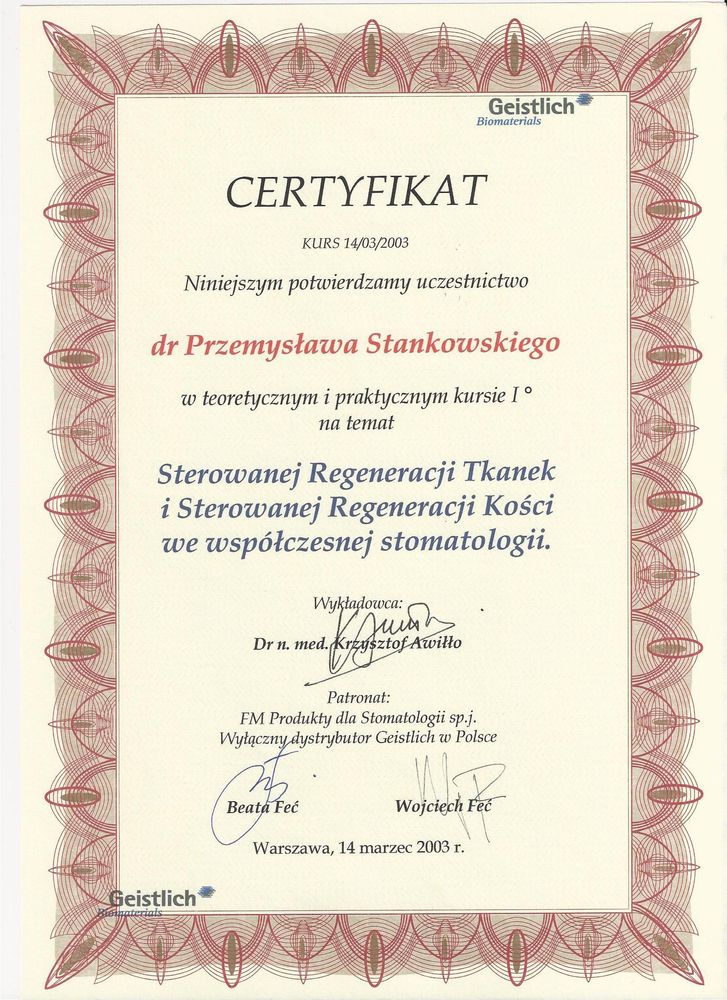 Geistlich
Biomaterials
CERTYFIKAT
KURS 14/03/2003
Niniejszym potwierdzamy uczestnictwo
dr Przemysława Stankowskiego
w teoretycznym i praktycznym kursie I °
na temat
Sterowanej Regeneracji Tkanek
i Sterowanej Regeneracji Kości
we współczesnej stomatologii.
Wykładowca:
Dr n. med. Krzysztof Awiłło
Patronat:
FM Produkty dla Stomatologii sp.j.
Wyłączny dystrybutor Geistlich w Polsce
Beata Feć Wojciech Feć
Warszawa, 14 marzec 2003 r.
Geistlich
Biomaterials